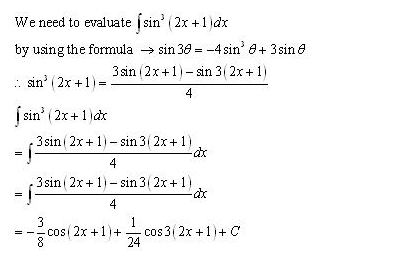 We need to evaluate ∫sin³(2x+1)dx
by using the formula → sin3θ = −4sin³θ + 3sinθ
∴ sin³(2x+1) = (3sin(2x+1) − sin3(2x+1))/4
∫sin³(2x+1)dx
= ∫(3sin(2x+1) − sin3(2x+1))/4 dx
= ∫(3sin(2x+1) − sin3(2x+1))/4 dx
= −3/8 cos(2x+1) + 1/24 cos3(2x+1) + C